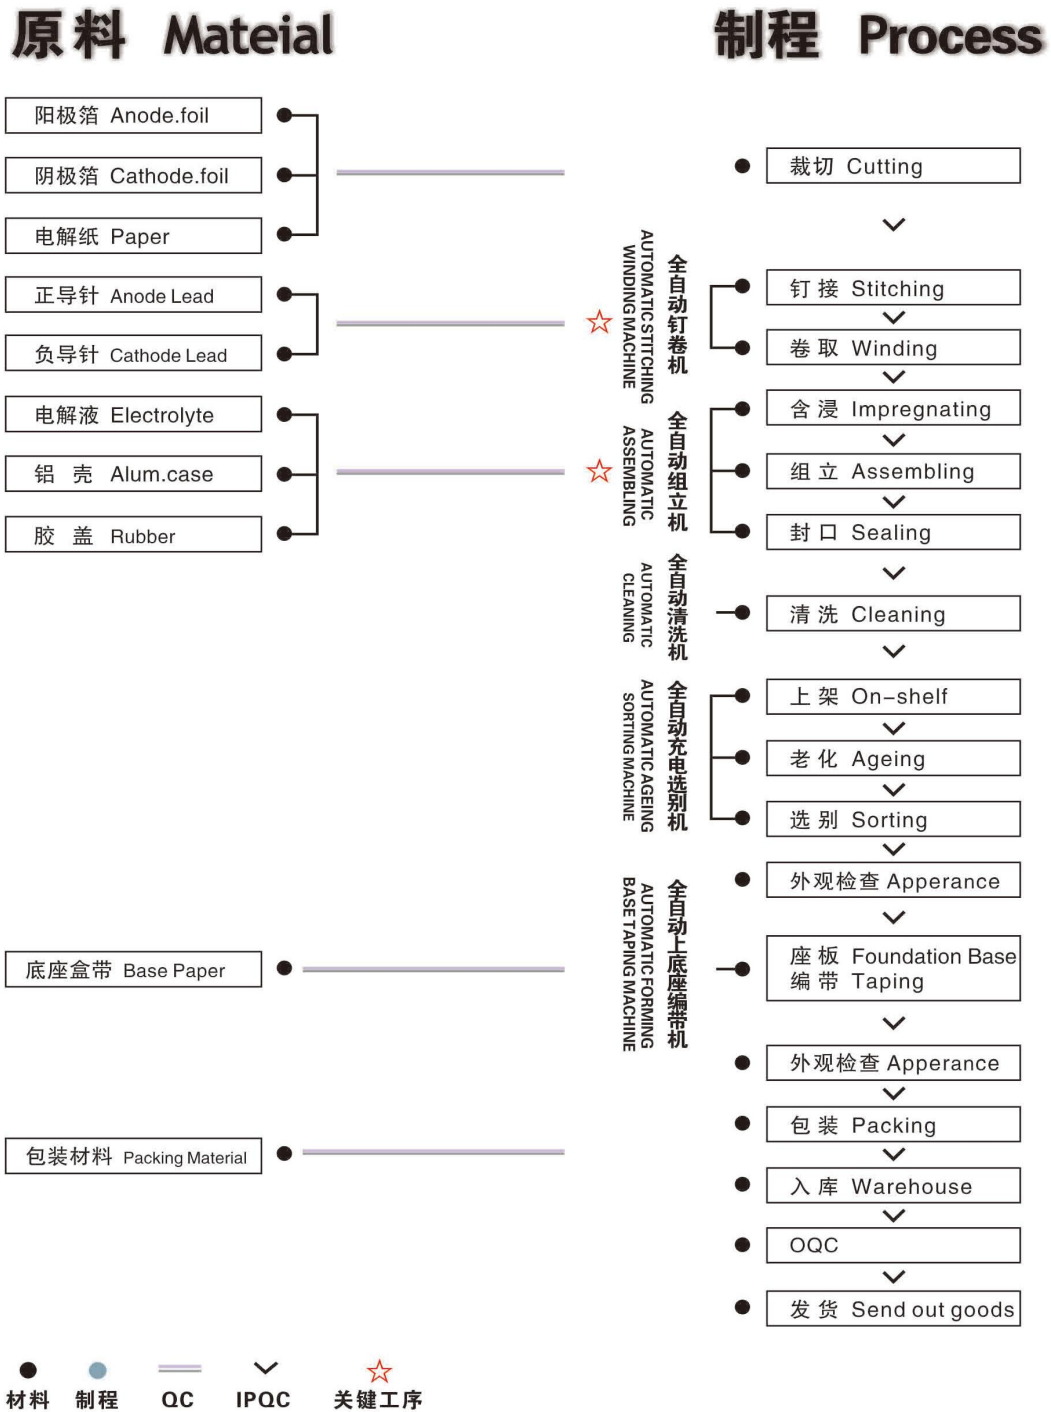 原料 Mateial
制程 Process
阳极箔 Anode.foil
阴极箔 Cathode.foil
电解纸 Paper
正导针 Anode Lead
负导针 Cathode Lead
电解液 Electrolyte
铝 壳 Alum.case
胶 盖 Rubber
底座盒带 Base Paper
包装材料 Packing Material
全自动钉卷机
AUTOMATIC STITCHING
WINDING MACHINE
全自动组立机
AUTOMATIC
ASSEMBLING
全自动清洗机
AUTOMATIC
CLEANING
全自动充电选别机
AUTOMATIC AGEING
SORTING MACHINE
全自动上底座编带机
AUTOMATIC FORMING
BASE TAPING MACHINE
裁切 Cutting
钉 接 Stitching
卷 取 Winding
含 浸 Impregnating
组 立 Assembling
封 口 Sealing
清 洗 Cleaning
上 架 On-shelf
老 化 Ageing
选 别 Sorting
外观检查 Apperance
座 板 Foundation Base
编 带 Taping
外观检查 Apperance
包 装 Packing
入 库 Warehouse
OQC
发 货 Send out goods
材料 制程 QC IPQC 关键工序